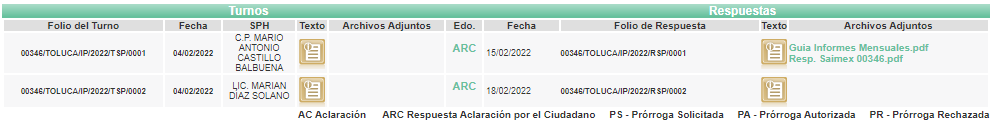 Turnos Respuestas
Folio del Turno Fecha SPH Texto Archivos Adjuntos Edo. Fecha Folio de Respuesta Texto Archivos Adjuntos
00346/TOLUCA/IP/2022/TSP/0001 04/02/2022 C.P. MARIO ANTONIO CASTILLO BALBUENA ARC 15/02/2022 00346/TOLUCA/IP/2022/RSP/0001 Guia Informes Mensuales.pdf
Resp. Saimex 00346.pdf
00346/TOLUCA/IP/2022/TSP/0002 04/02/2022 LIC. MARIAN DIAZ SOLANO ARC 18/02/2022 00346/TOLUCA/IP/2022/RSP/0002
AC Aclaración ARC Respuesta Aclaración por el Ciudadano PS - Prórroga Solicitada PA - Prórroga Autorizada PR - Prórroga Rechazada